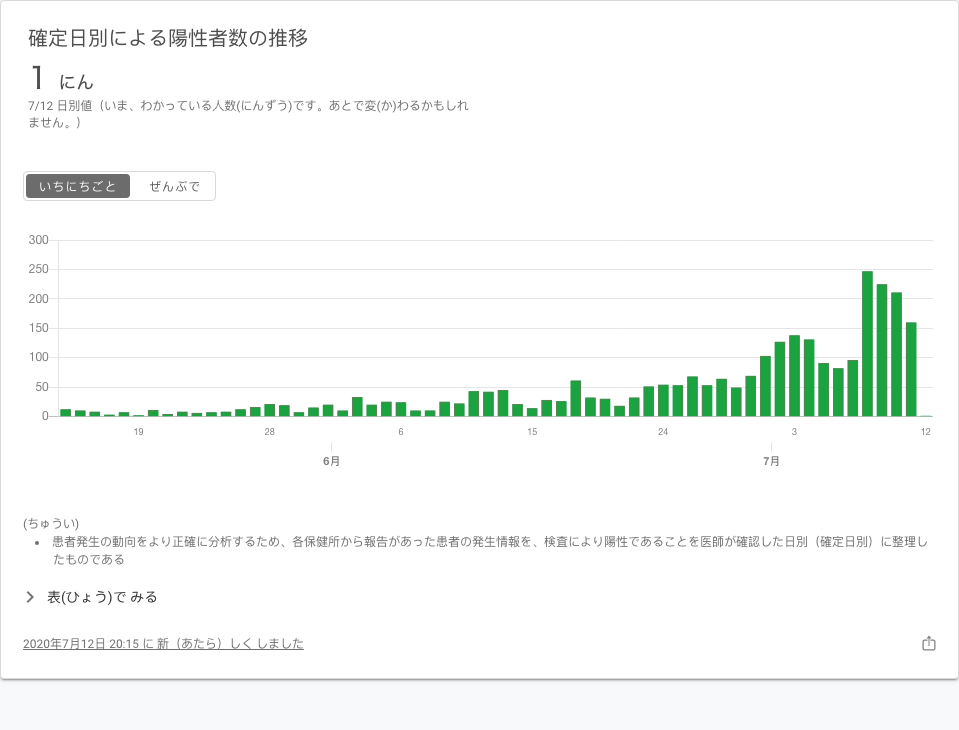 確定日別による陽性者数の推移
1 にん
7/12 日別値（いま、わかっている人数(にんずう)です。あとで変(か)わるかもしれ
ません。）
いちにちごと ぜんぶで
300
250
200
150
100
50
0
19 28 6 15 24 3 12
6月 7月
(ちゅうい)
• 患者発生の動向をより正確に分析するため、各保健所から報告があった患者の発生情報を、検査により陽性であることを医師が確認した日別（確定日別）に整理し
たものである
表(ひょう)で みる
2020年7月12日 20:15 に 新（あたら）しく しました